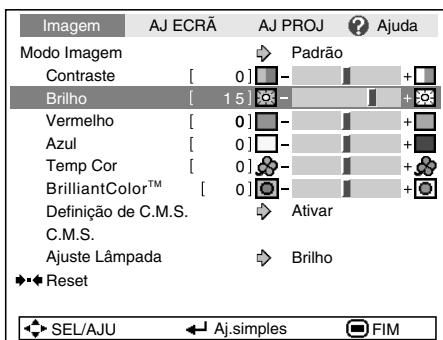 Imagem AJ ECRÃ AJ PROJ ? Ajuda
Modo Imagem Padrão
Contraste [ 0] - +
Brilho [ 15] - +
Vermelho [ 0] - +
Azul [ 0] - +
Temp Cor [ 0] - +
BrilliantColor™ [ 0] - +
Definição de C.M.S. Ativar
C.M.S.
Ajuste Lâmpada Brilho
Reset
SEL/AJU Aj.simples FIM